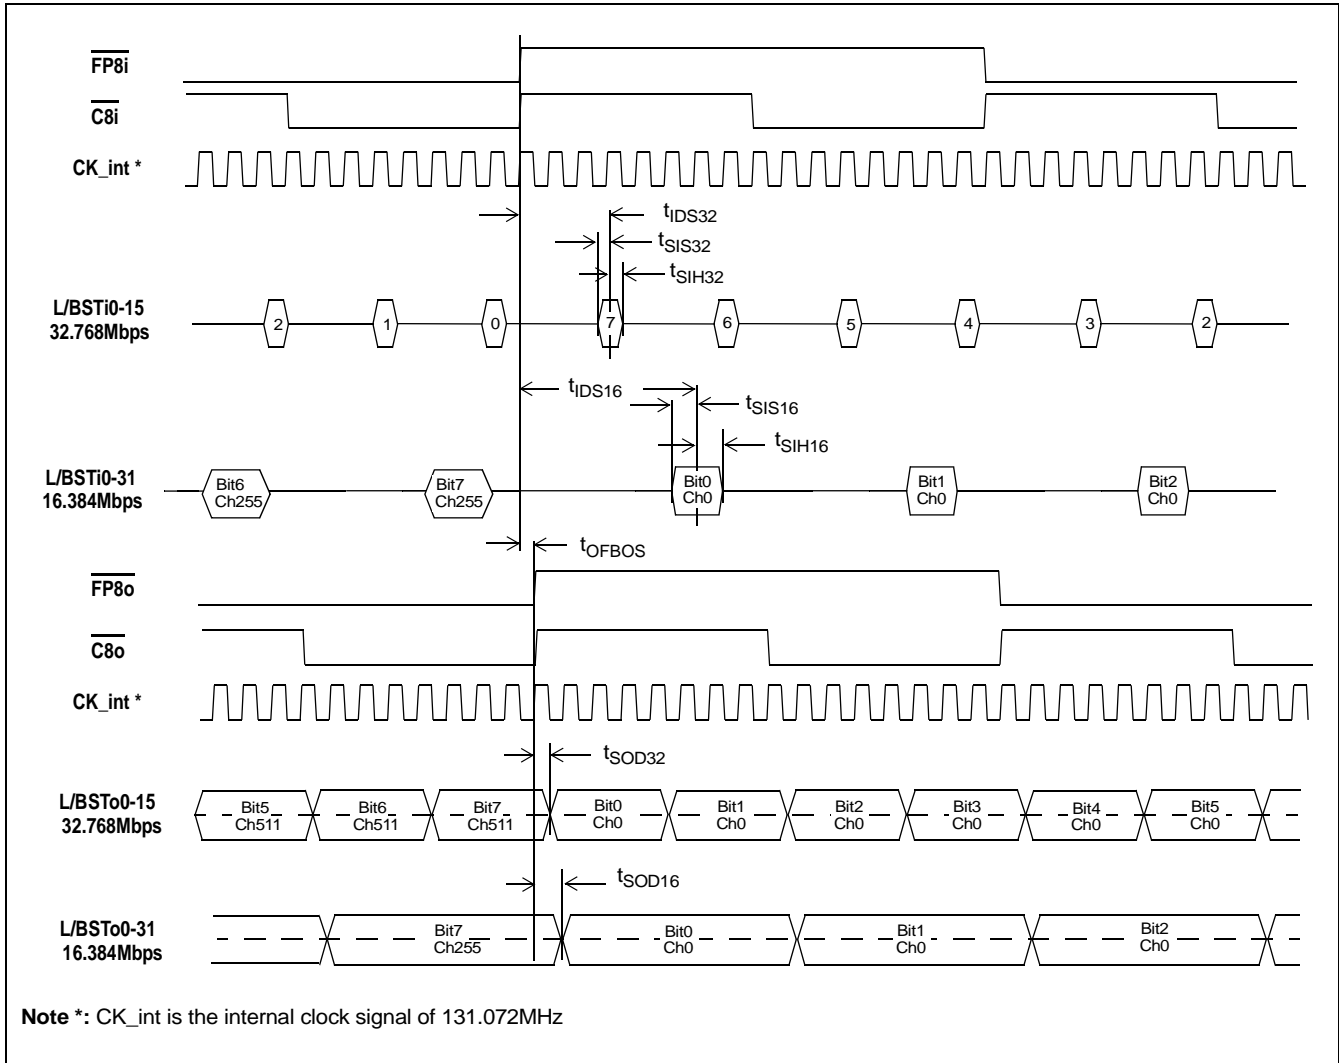 FP8i
C8i
CK_int *
tIDS32
tSIS32
tSIH32
L/BSTi0-15
32.768Mbps
2 1 0 7 6 5 4 3 2
tIDS16
tSIS16
tSIH16
L/BSTi0-31
16.384Mbps
Bit6 Bit7 Bit0 Bit1 Bit2
Ch255 Ch255 Ch0 Ch0 Ch0
tOFBOS
FP8o
C8o
CK_int *
tSOD32
L/BSTo0-15
32.768Mbps
Bit5 Bit6 Bit7 Bit0 Bit1 Bit2 Bit3 Bit4 Bit5
Ch511 Ch511 Ch511 Ch0 Ch0 Ch0 Ch0 Ch0 Ch0
tSOD16
L/BSTo0-31
16.384Mbps
Bit7 Bit0 Bit1 Bit2
Ch255 Ch0 Ch0 Ch0
Note *: CK_int is the internal clock signal of 131.072MHz